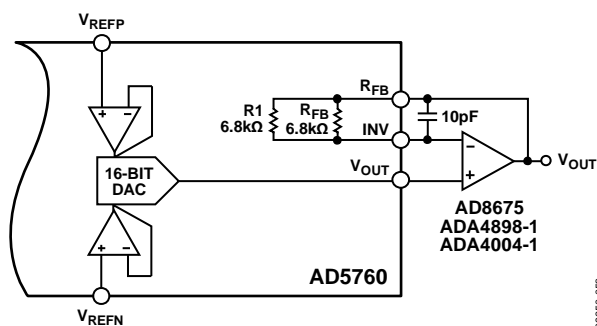 VREFP
R1
6.8kΩ
RFB
6.8kΩ
RFB
INV
VOUT
10pF
+ −
16-BIT
DAC
+ −
−
+
VOUT
AD8675
ADA4898-1
ADA4004-1
AD5760
VREFN